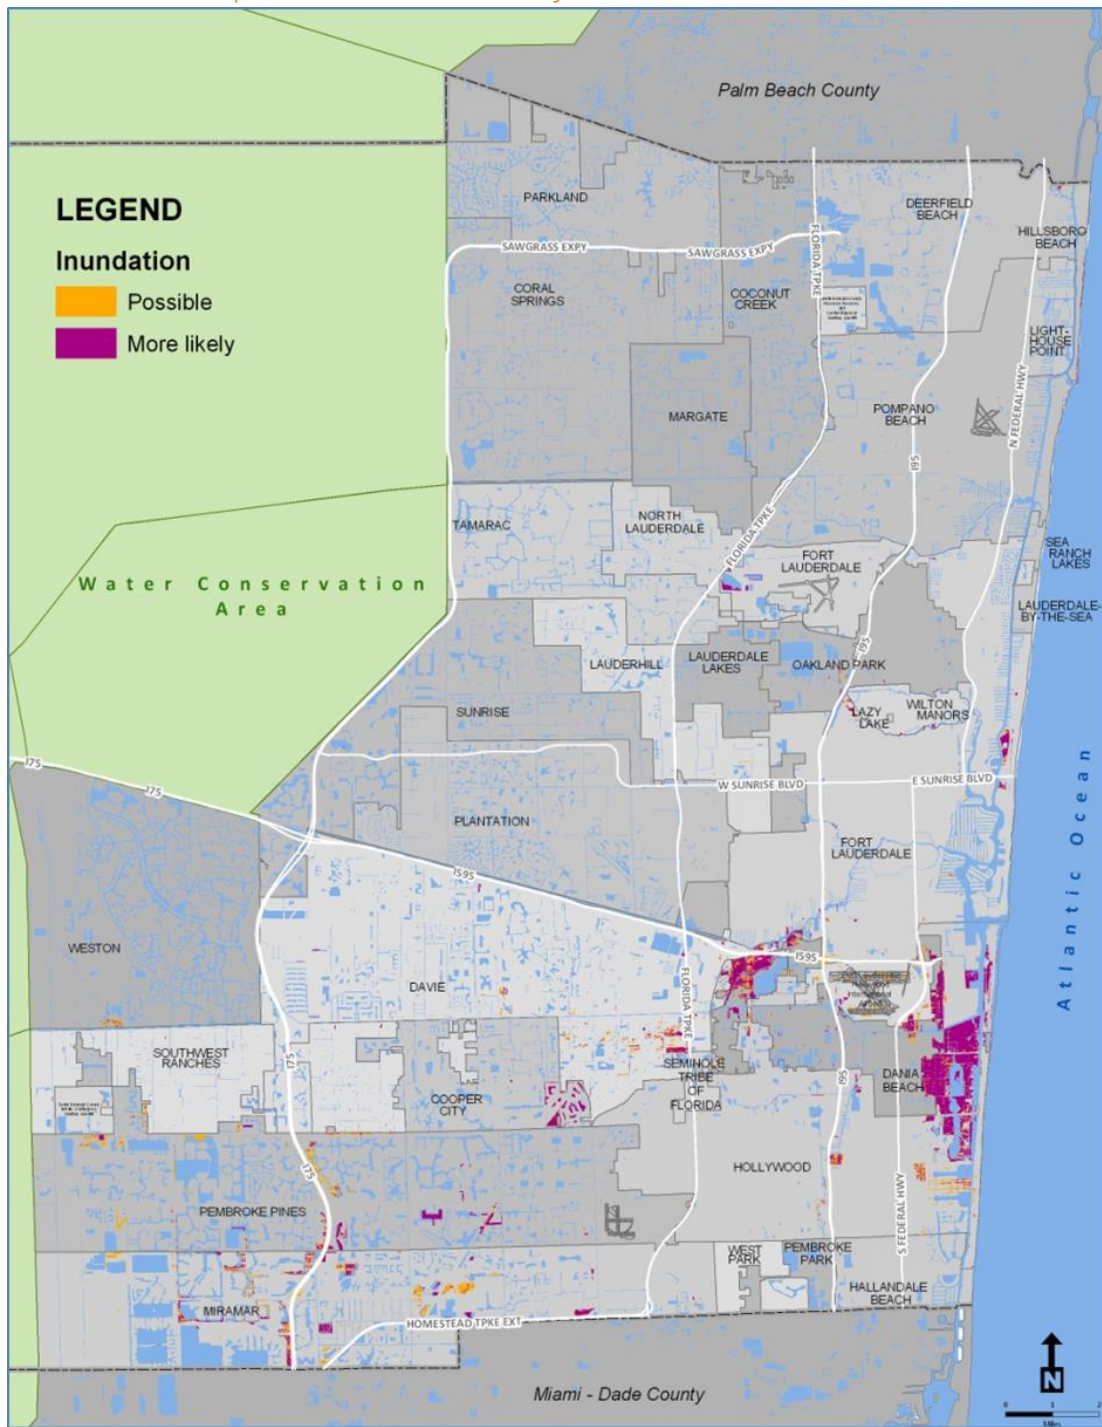 Palm Beach County
LEGEND
Inundation
Possible
More likely
PARKLAND
DEERFIELD
BEACH
HILLSBORO
BEACH
FLORIDA TPKE
SAWGRASS EXPY
SAWGRASS EXPY
CORAL
SPRINGS
COCONUT
CREEK
LIGHT-
HOUSE
POINT
N FEDERAL HWY
MARGATE
POMPANO
BEACH
I95
TAMARAC
NORTH
LAUDERDALE
FLORIDA TPKE
FORT
LAUDERDALE
SEA
RANCH
LAKES
Water Conservation
Area
LAUDERDALE-
BY-THE-SEA
I95
LAUDERHILL
LAUDERDALE
LAKES
OAKLAND PARK
SUNRISE
LAZY
LAKE
WILTON
MANORS
I75
I75
W SUNRISE BLVD
E SUNRISE BLVD
PLANTATION
FORT
LAUDERDALE
Atlantic Ocean
I595
WESTON
I595
DAVIE
FLORIDA TPKE
SOUTHWEST
RANCHES
I75
SEMINOLE
TRIBE
OF
FLORIDA
DANIA
BEACH
I95
COOPER
CITY
HOLLYWOOD
I75
PEMBROKE PINES
S FEDERAL HWY
WEST
PARK
PEMBROKE
PARK
HALLANDALE
BEACH
MIRAMAR
HOMESTEAD TPKE EXT
N
Miami - Dade County
0 1 2
Miles